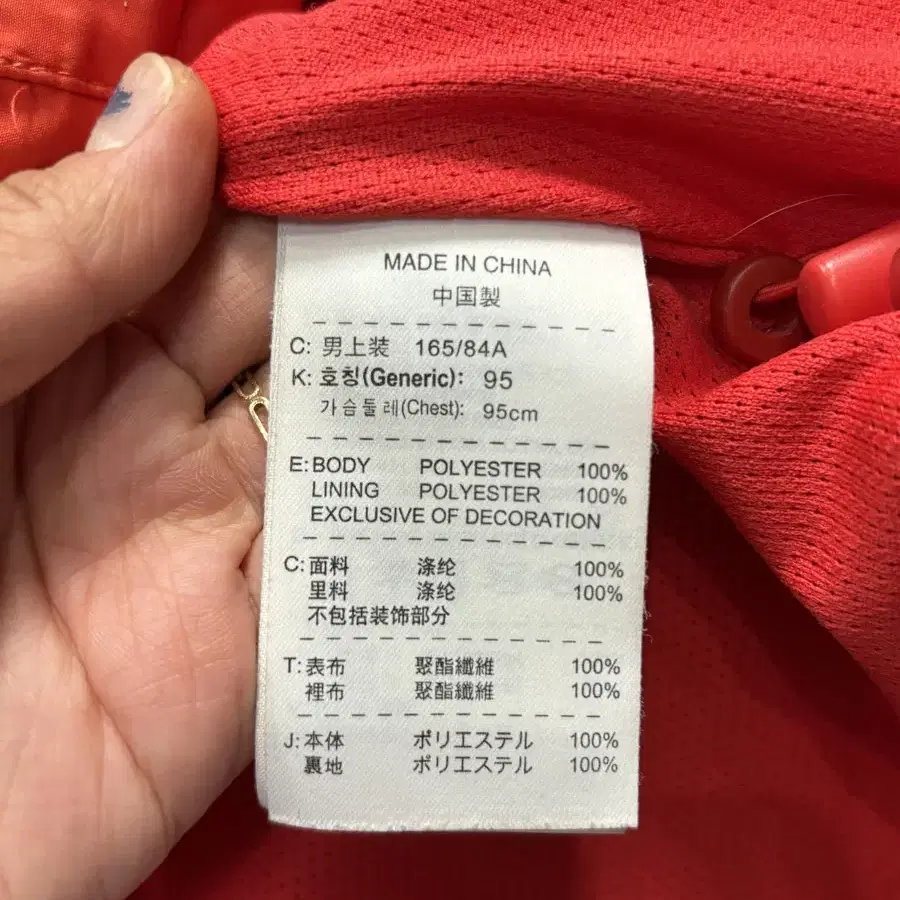 MADE IN CHINA
中国製
C: 男上装 165/84A
K: 호칭(Generic): 95
가슴둘레(Chest): 95cm
E: BODY POLYESTER 100%
LINING POLYESTER 100%
EXCLUSIVE OF DECORATION
C: 面料 涤纶 100%
里料 涤纶 100%
不包括装饰部分
T: 表布 聚酯纖維 100%
裡布 聚酯纖維 100%
J: 本体 ポリエステル 100%
裏地 ポリエステル 100%